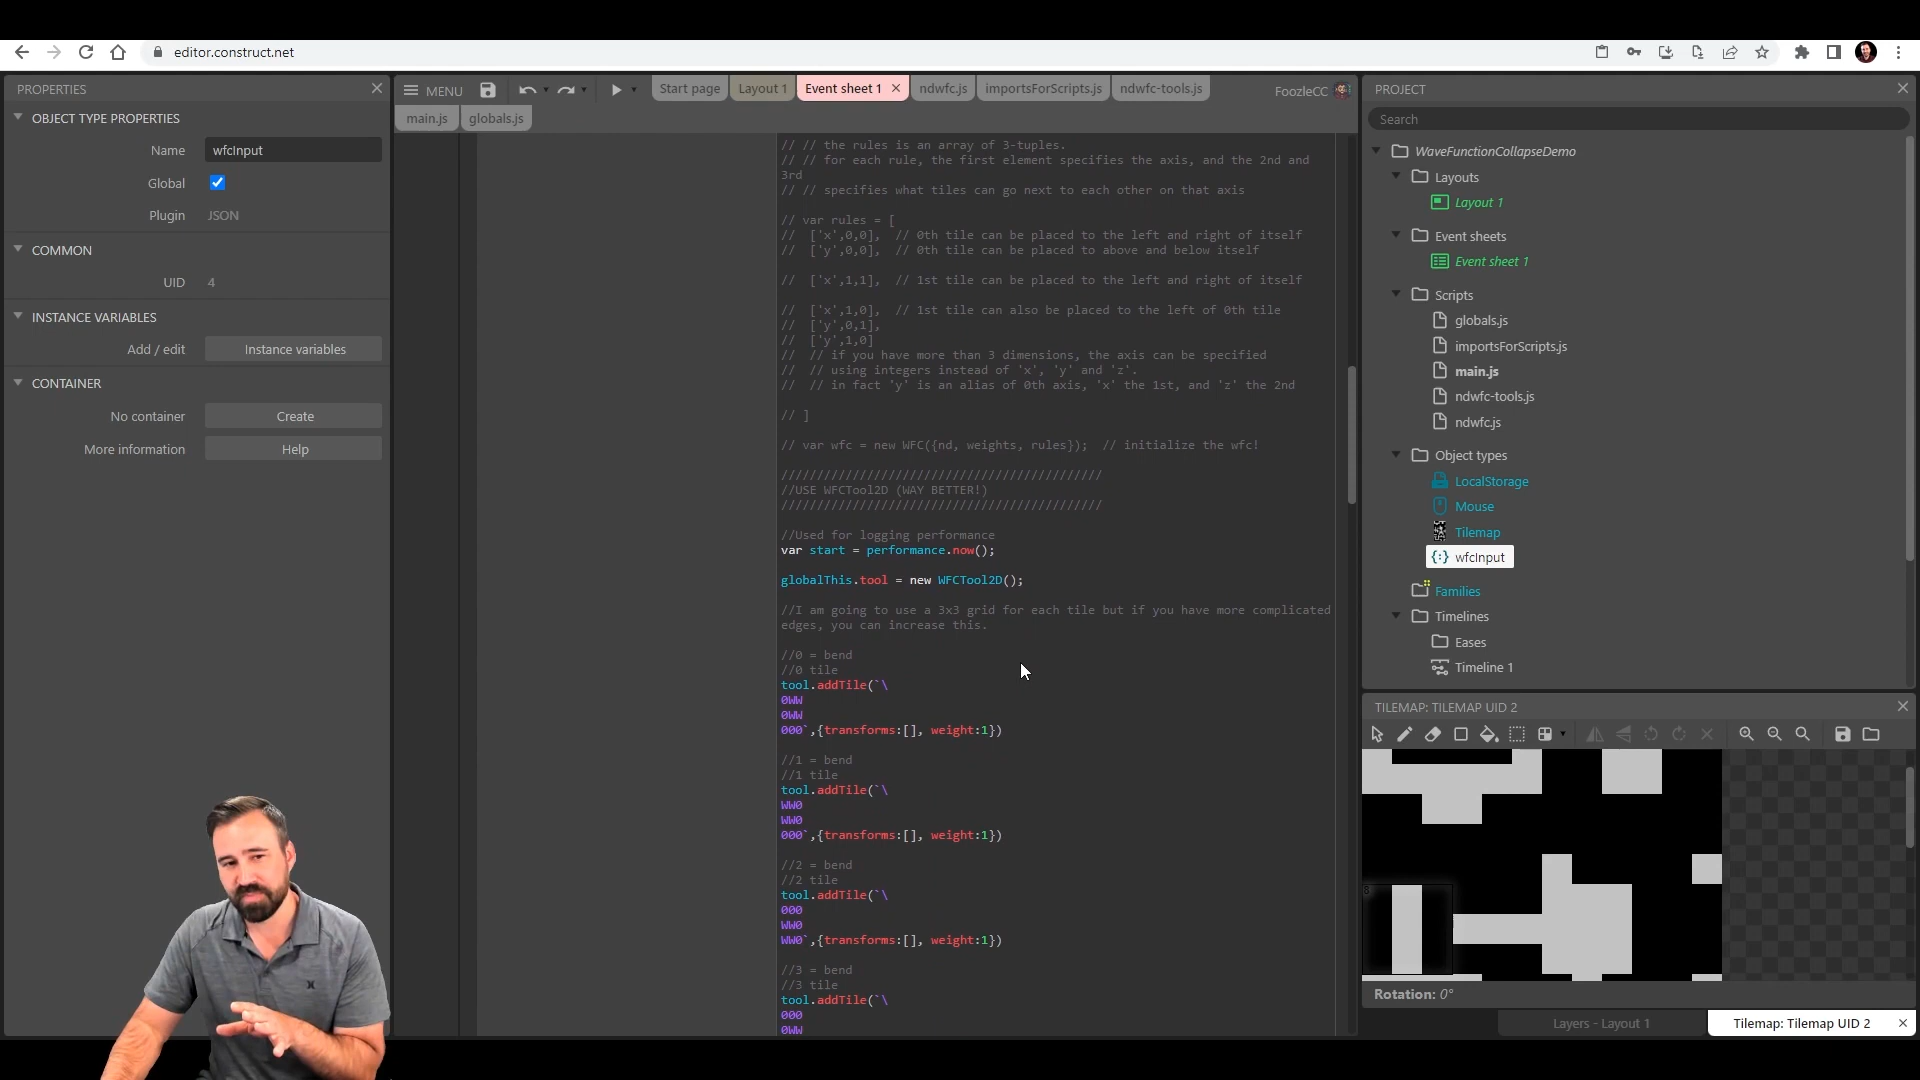 editor.construct.net
PROPERTIES
OBJECT TYPE PROPERTIES
Name
wfcInput
Global
Plugin
JSON
COMMON
UID
4
INSTANCE VARIABLES
Add / edit
Instance variables
CONTAINER
No container
Create
More information
Help
MENU
Start page
Layout 1
Event sheet 1
ndwfc.js
importsForScripts.js
ndwfc-tools.js
FoozleCC
main.js
globals.js
// // the rules is an array of 3-tuples.
// // for each rule, the first element specifies the axis, and the 2nd and
3rd
// // specifies what tiles can go next to each other on that axis
// var rules = [
//  ['x',0,0],  // 0th tile can be placed to the left and right of itself
//  ['y',0,0],  // 0th tile can be placed to above and below itself
//  ['x',1,1],  // 1st tile can be placed to the left and right of itself
//  ['x',1,0],  // 1st tile can also be placed to the left of 0th tile
//  ['y',0,1],
//  ['y',1,0]
//  // if you have more than 3 dimensions, the axis can be specified
//  // using integers instead of 'x', 'y' and 'z'.
//  // in fact 'y' is an alias of 0th axis, 'x' the 1st, and 'z' the 2nd
// ]
// var wfc = new WFC({nd, weights, rules});  // initialize the wfc!
/////////////////////////////////////////////
//USE WFCTool2D (WAY BETTER!)
/////////////////////////////////////////////
//Used for logging performance
var start = performance.now();
globalThis.tool = new WFCTool2D();
//I am going to use a 3x3 grid for each tile but if you have more complicated
edges, you can increase this.
//0 = bend
//0 tile
tool.addTile(`\
0WW
0WW
000`,{transforms:[], weight:1})
//1 = bend
//1 tile
tool.addTile(`\
WW0
WW0
000`,{transforms:[], weight:1})
//2 = bend
//2 tile
tool.addTile(`\
000
WW0
WW0`,{transforms:[], weight:1})
//3 = bend
//3 tile
tool.addTile(`\
000
0WW
PROJECT
Search
WaveFunctionCollapseDemo
Layouts
Layout 1
Event sheets
Event sheet 1
Scripts
globals.js
importsForScripts.js
main.js
ndwfc-tools.js
ndwfc.js
Object types
LocalStorage
Mouse
Tilemap
wfcInput
Families
Timelines
Eases
Timeline 1
TILEMAP: TILEMAP UID 2
8
Rotation: 0°
Layers - Layout 1
Tilemap: Tilemap UID 2